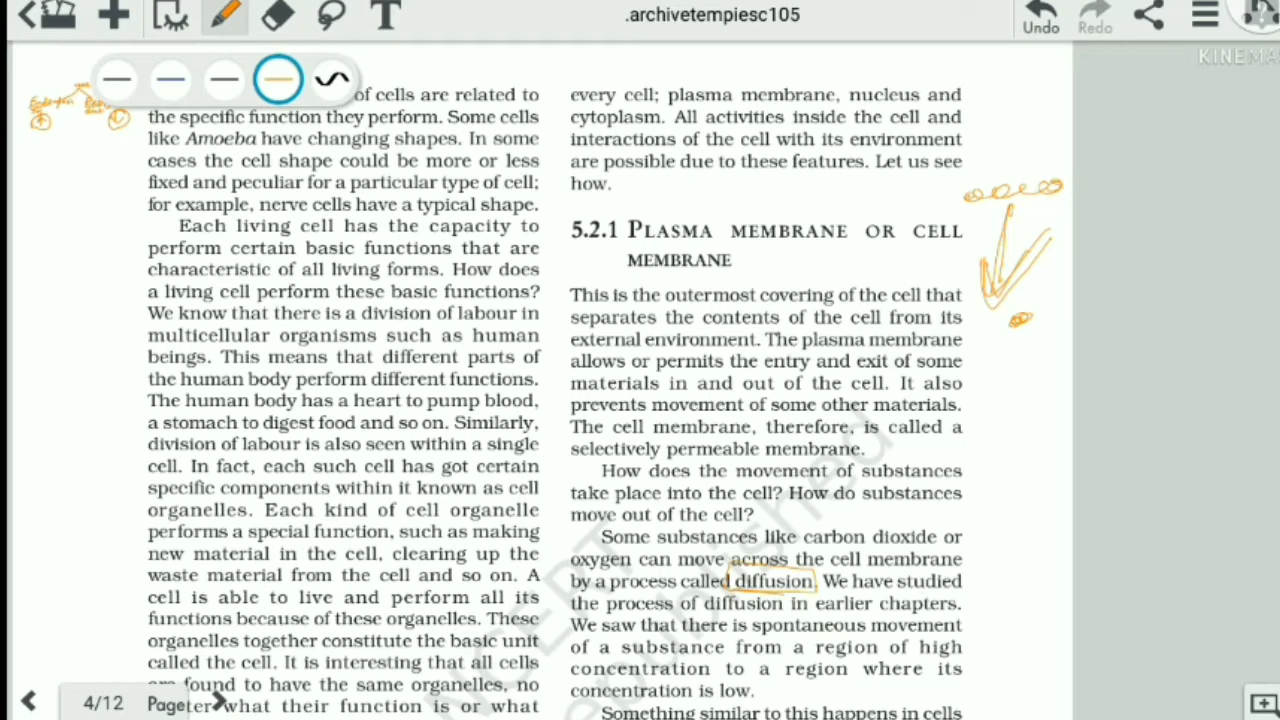 .archivetempiesc105
Undo
Redo
KINEMA
of cells are related to
the specific function they perform. Some cells
like Amoeba have changing shapes. In some
cases the cell shape could be more or less
fixed and peculiar for a particular type of cell;
for example, nerve cells have a typical shape.
Each living cell has the capacity to
perform certain basic functions that are
characteristic of all living forms. How does
a living cell perform these basic functions?
We know that there is a division of labour in
multicellular organisms such as human
beings. This means that different parts of
the human body perform different functions.
The human body has a heart to pump blood,
a stomach to digest food and so on. Similarly,
division of labour is also seen within a single
cell. In fact, each such cell has got certain
specific components within it known as cell
organelles. Each kind of cell organelle
performs a special function, such as making
new material in the cell, clearing up the
waste material from the cell and so on. A
cell is able to live and perform all its
functions because of these organelles. These
organelles together constitute the basic unit
called the cell. It is interesting that all cells
found to have the same organelles, no
ter what their function is or what
every cell; plasma membrane, nucleus and
cytoplasm. All activities inside the cell and
interactions of the cell with its environment
are possible due to these features. Let us see
how.
5.2.1 PLASMA MEMBRANE OR CELL
MEMBRANE
This is the outermost covering of the cell that
separates the contents of the cell from its
external environment. The plasma membrane
allows or permits the entry and exit of some
materials in and out of the cell. It also
prevents movement of some other materials.
The cell membrane, therefore, is called a
selectively permeable membrane.
How does the movement of substances
take place into the cell? How do substances
move out of the cell?
Some substances like carbon dioxide or
oxygen can move across the cell membrane
by a process called diffusion. We have studied
the process of diffusion in earlier chapters.
We saw that there is spontaneous movement
of a substance from a region of high
concentration to a region where its
concentration is low.
Something similar to this happens in cells
NCERT
republished
4/12 Page